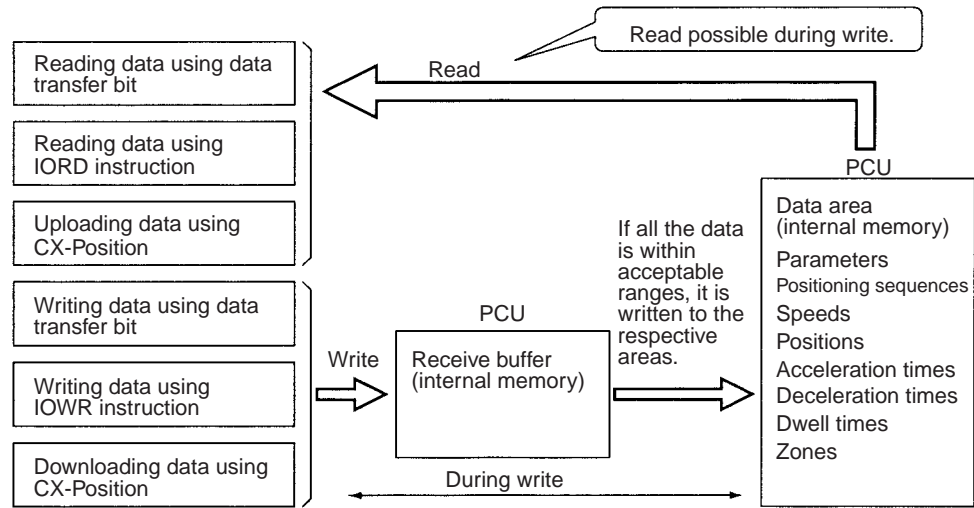 Read possible during write.
Reading data using data
transfer bit
Read
Reading data using
IORD instruction
PCU
Uploading data using
CX-Position
Data area
(internal memory)
Parameters
Positioning sequences
Speeds
Positions
Acceleration times
Deceleration times
Dwell times
Zones
If all the data
is within
acceptable
ranges, it is
written to the
respective
areas.
Writing data using data
transfer bit
PCU
Write
Receive buffer
(internal memory)
Writing data using
IOWR instruction
Downloading data using
CX-Position
During write